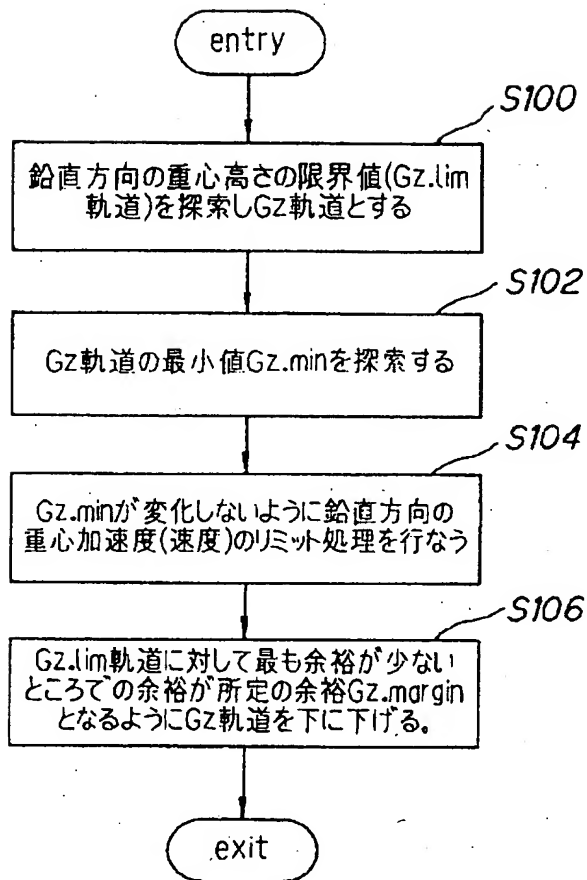 entry
S100
鉛直方向の重心高さの限界値(Gz.lim
軌道)を探索しGz軌道とする
S102
Gz軌道の最小値Gz.minを探索する
S104
Gz.minが変化しないように鉛直方向の
重心加速度(速度)のリミット処理を行なう
S106
Gz.lim軌道に対して最も余裕が少ない
ところでの余裕が所定の余裕Gz.margin
となるようにGz軌道を下に下げる。
exit